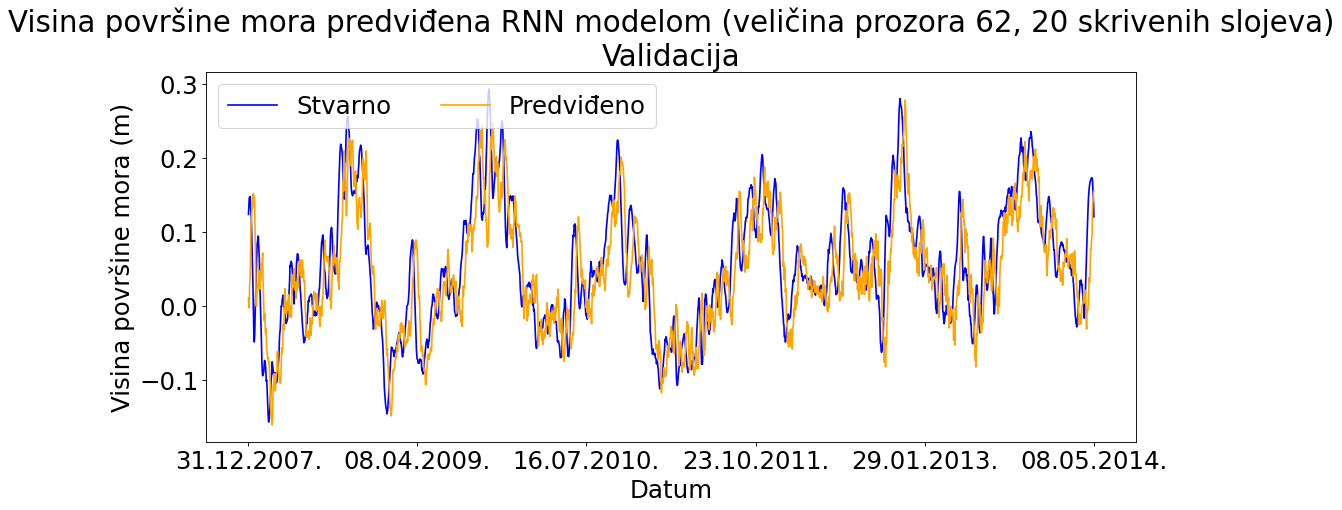 Visina površine mora predviđena RNN modelom (veličina prozora 62, 20 skrivenih slojeva)
Validacija
Stvarno
Predviđeno
Visina površine mora (m)
0.3
0.2
0.1
0.0
−0.1
31.12.2007.
08.04.2009.
16.07.2010.
23.10.2011.
29.01.2013.
08.05.2014.
Datum